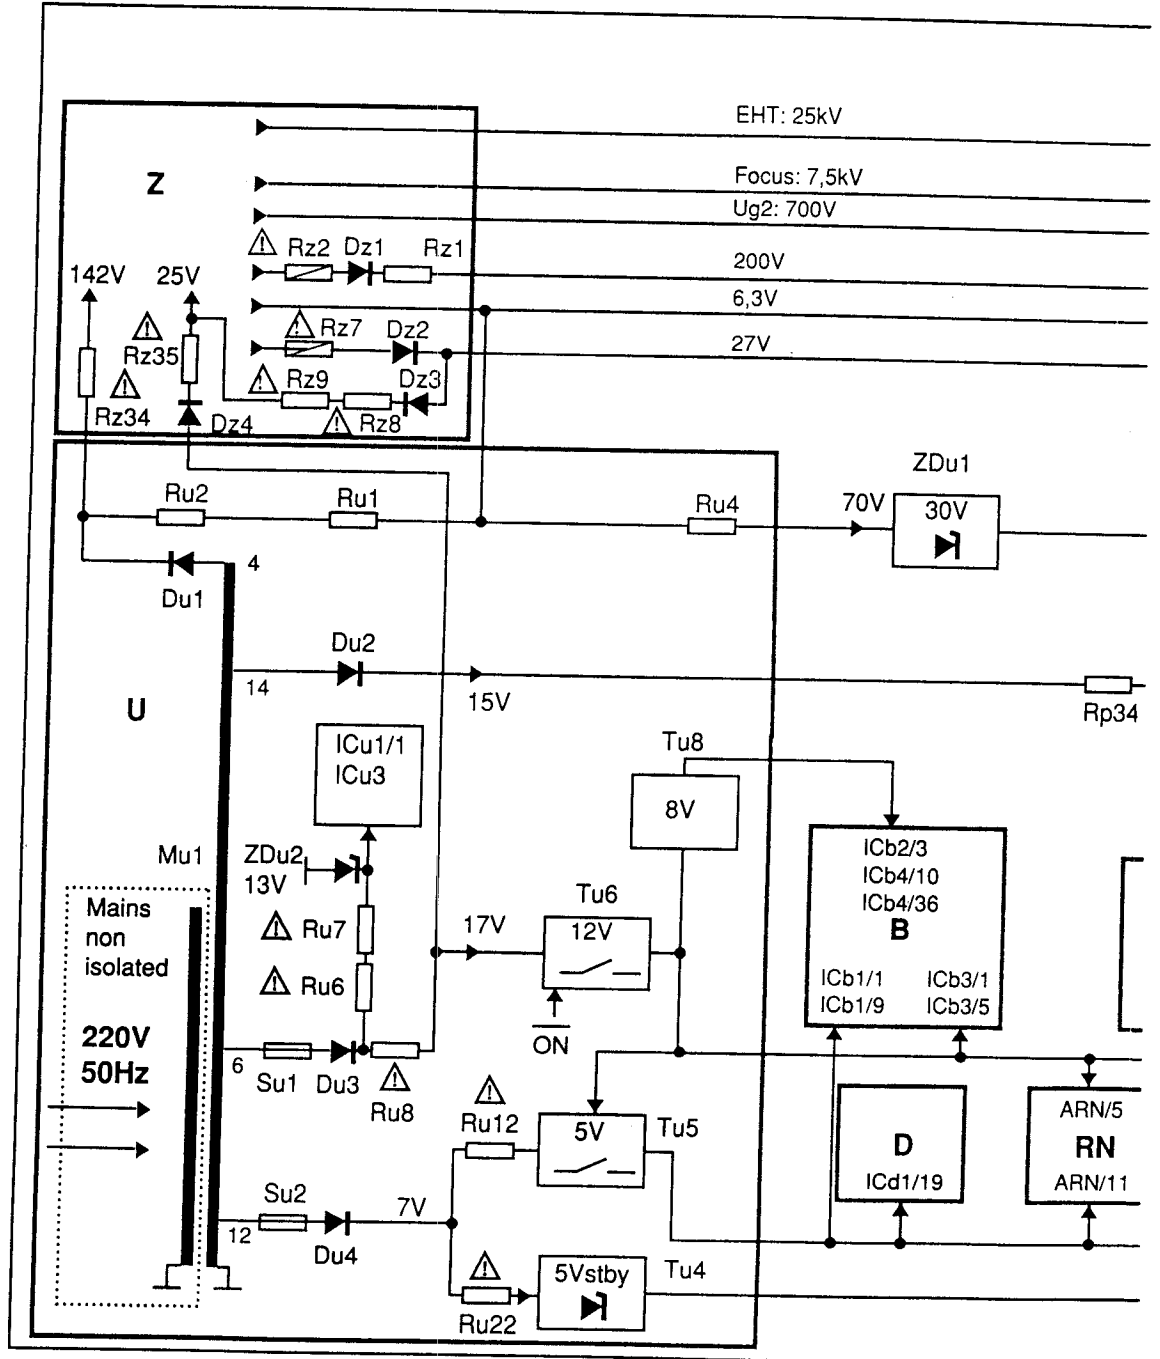 EHT: 25kV
Z
Focus: 7,5kV
Ug2: 700V
Rz2
Dz1
Rz1
142V
25V
200V
6,3V
Rz7
Dz2
27V
Rz35
Rz9
Dz3
Rz34
Dz4
Rz8
ZDu1
Ru2
Ru1
Ru4
70V
30V
4
Du1
Du2
14
15V
U
Rp34
ICu1/1
ICu3
Tu8
8V
Mu1
ZDu2
13V
ICb2/3
ICb4/10
ICb4/36
B
Tu6
Mains
non
isolated
Ru7
17V
12V
Ru6
ICb1/1
ICb3/1
ICb1/9
ICb3/5
ON
220V
50Hz
6
Su1
Du3
Ru8
Ru12
5V
Tu5
ARN/5
D
RN
ICd1/19
ARN/11
Su2
7V
12
Du4
5Vstby
Tu4
Ru22